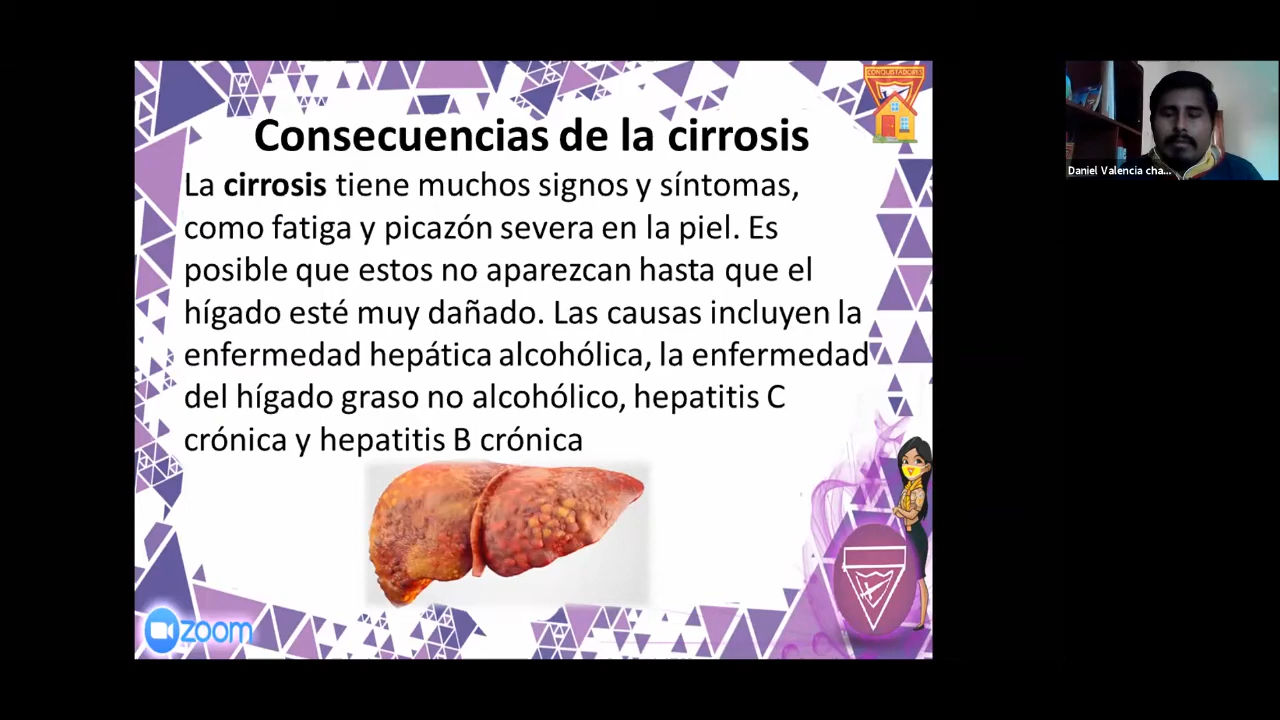 CONQUISTADORES
Consecuencias de la cirrosis
La cirrosis tiene muchos signos y síntomas,
como fatiga y picazón severa en la piel. Es
posible que estos no aparezcan hasta que el
hígado esté muy dañado. Las causas incluyen la
enfermedad hepática alcohólica, la enfermedad
del hígado graso no alcohólico, hepatitis C
crónica y hepatitis B crónica
zoom
Daniel Valencia cha...